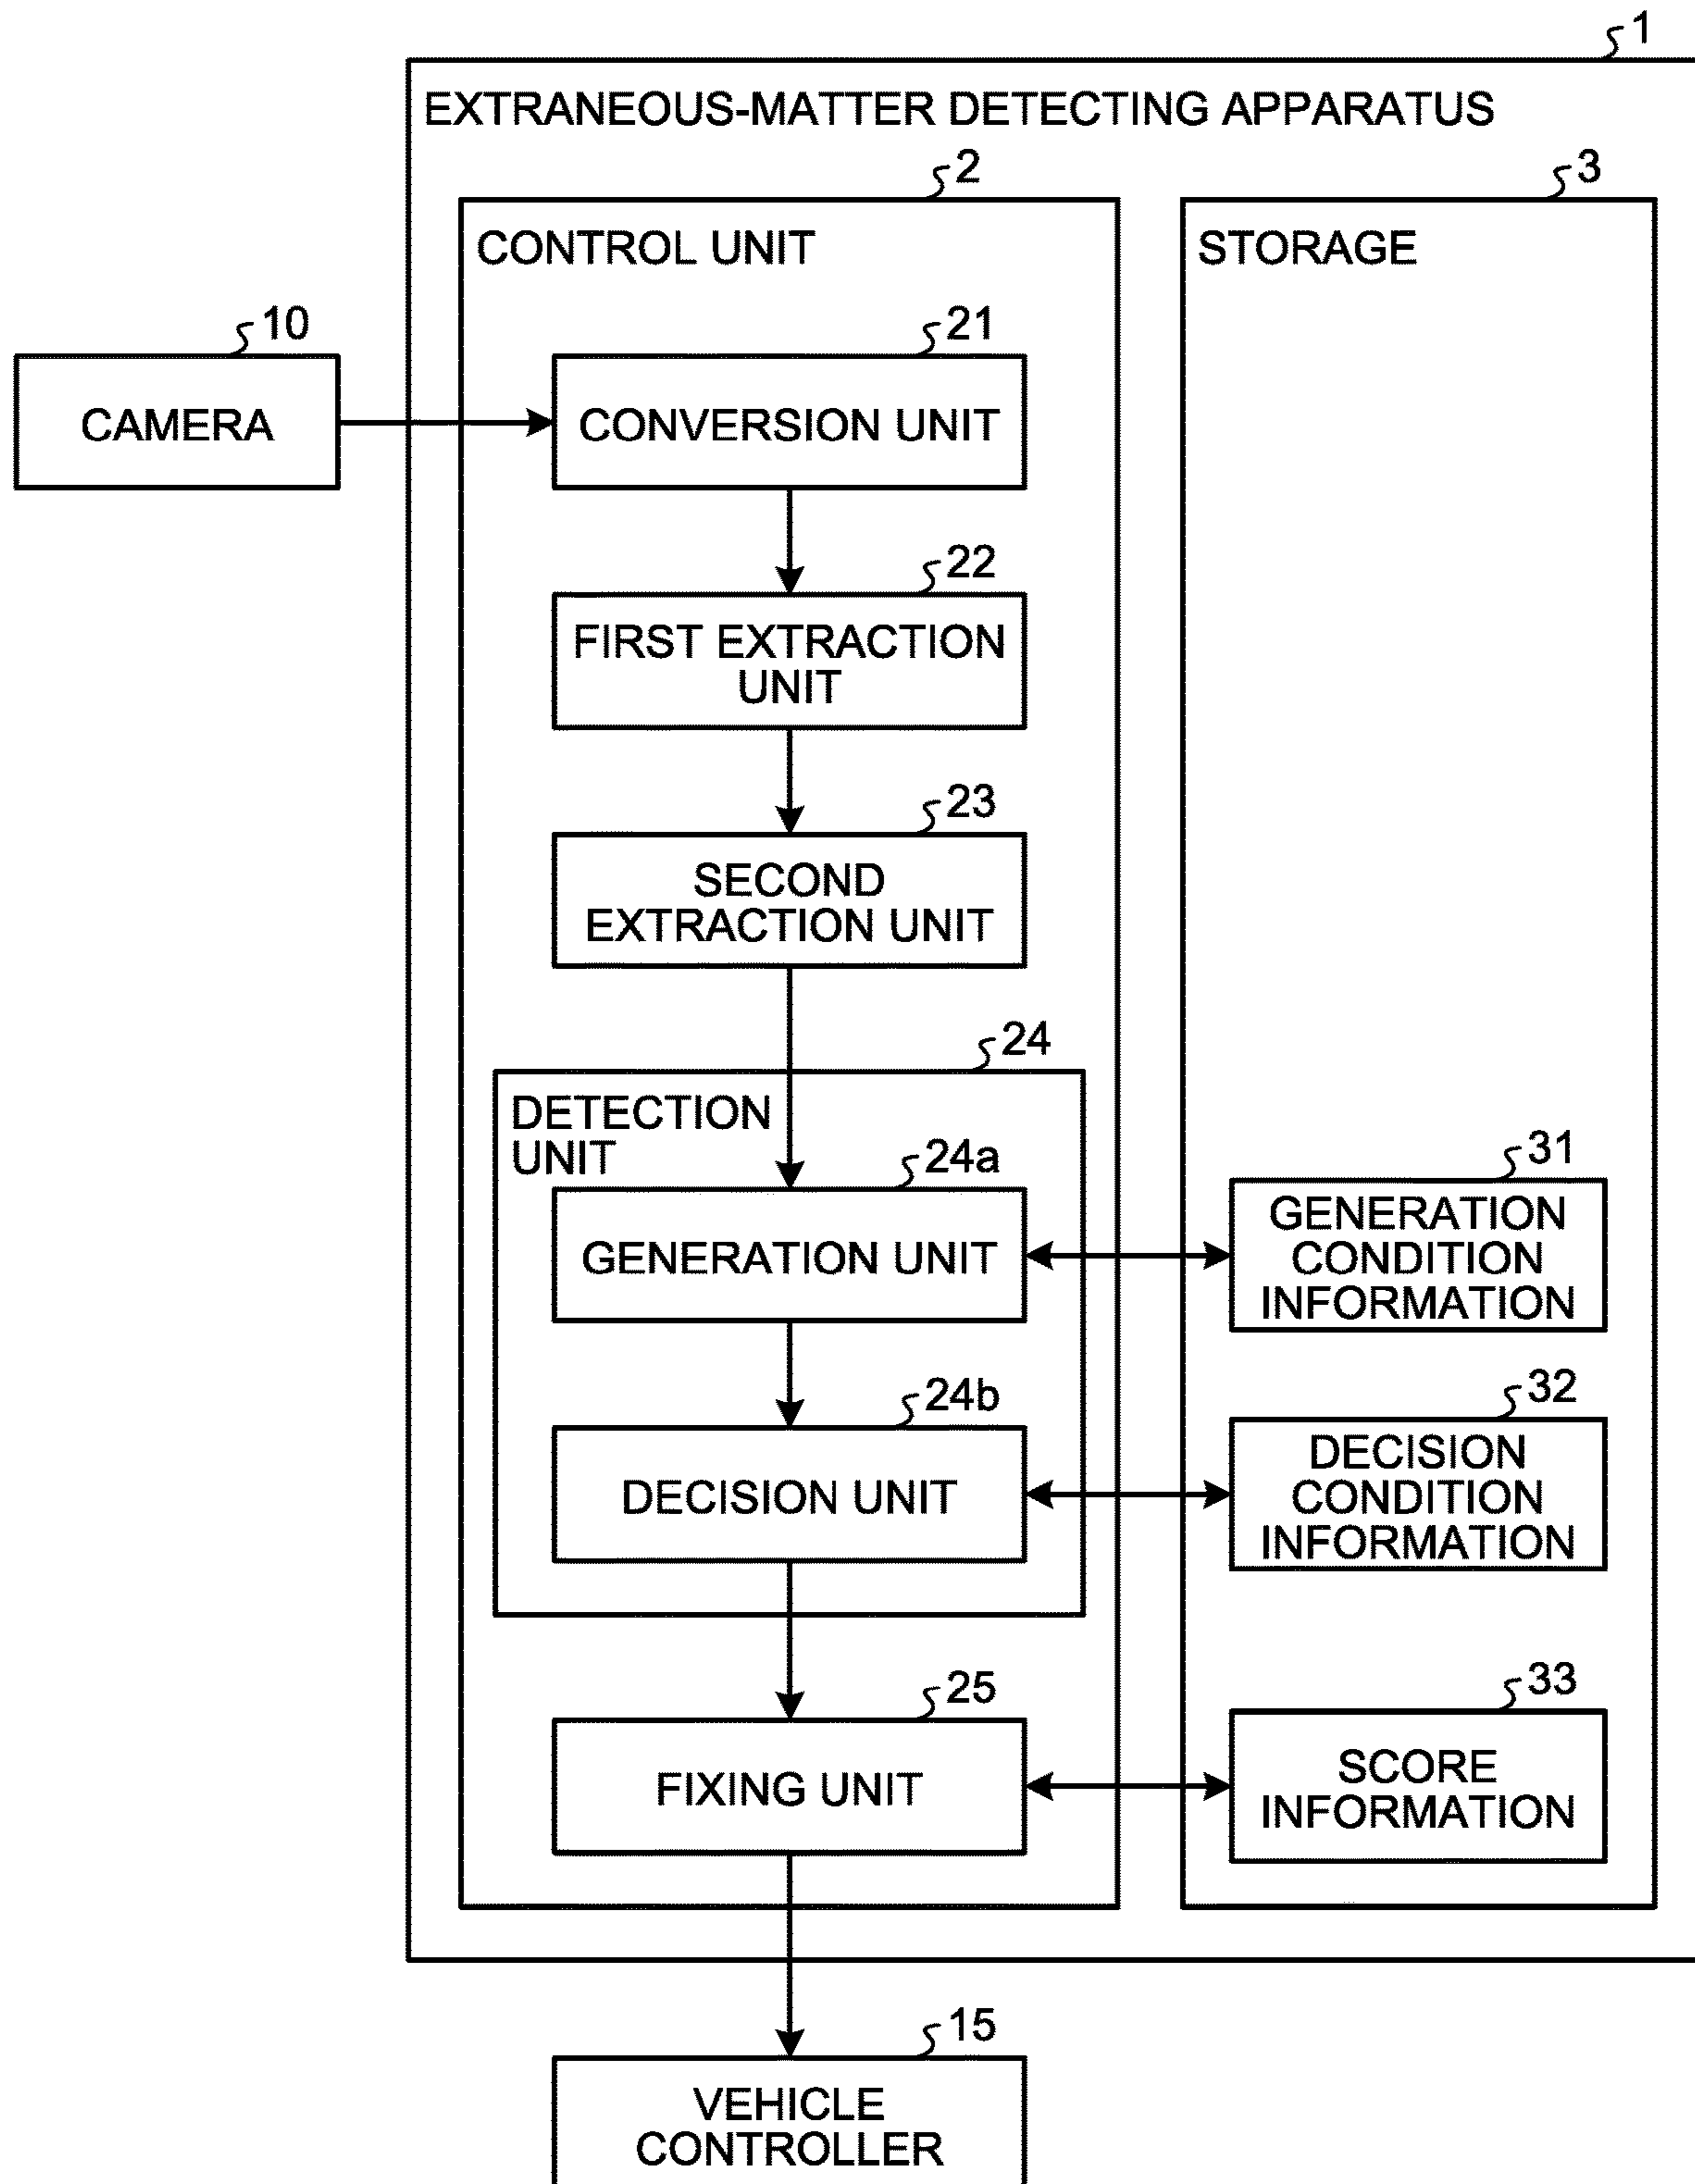 1
EXTRANEOUS-MATTER DETECTING APPARATUS
2
3
CONTROL UNIT
STORAGE
10
21
CAMERA
CONVERSION UNIT
22
FIRST EXTRACTION
UNIT
23
SECOND
EXTRACTION UNIT
24
DETECTION
UNIT
24a
31
GENERATION UNIT
GENERATION
CONDITION
INFORMATION
24b
32
DECISION UNIT
DECISION
CONDITION
INFORMATION
25
33
FIXING UNIT
SCORE
INFORMATION
15
VEHICLE
CONTROLLER